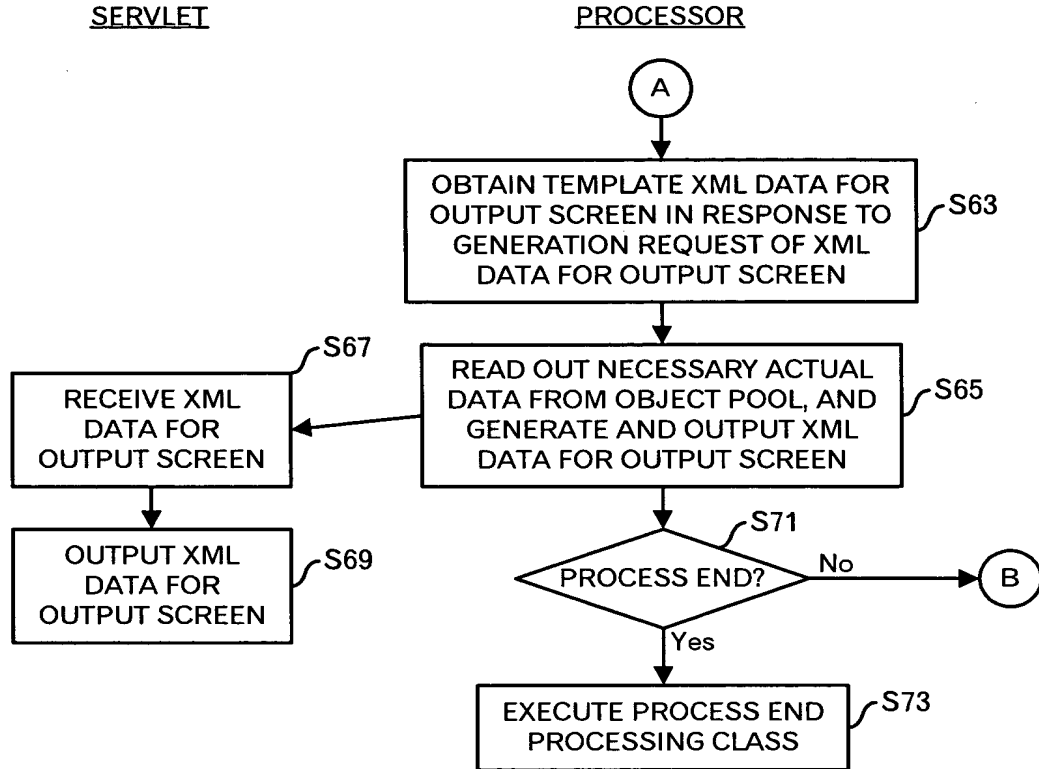 SERVLET
PROCESSOR
A
OBTAIN TEMPLATE XML DATA FOR
OUTPUT SCREEN IN RESPONSE TO
GENERATION REQUEST OF XML
DATA FOR OUTPUT SCREEN
S63
S67
RECEIVE XML
DATA FOR
OUTPUT SCREEN
READ OUT NECESSARY ACTUAL
DATA FROM OBJECT POOL, AND
GENERATE AND OUTPUT XML
DATA FOR OUTPUT SCREEN
S65
OUTPUT XML
DATA FOR
OUTPUT SCREEN
S69
S71
PROCESS END?
No
B
Yes
EXECUTE PROCESS END
PROCESSING CLASS
S73